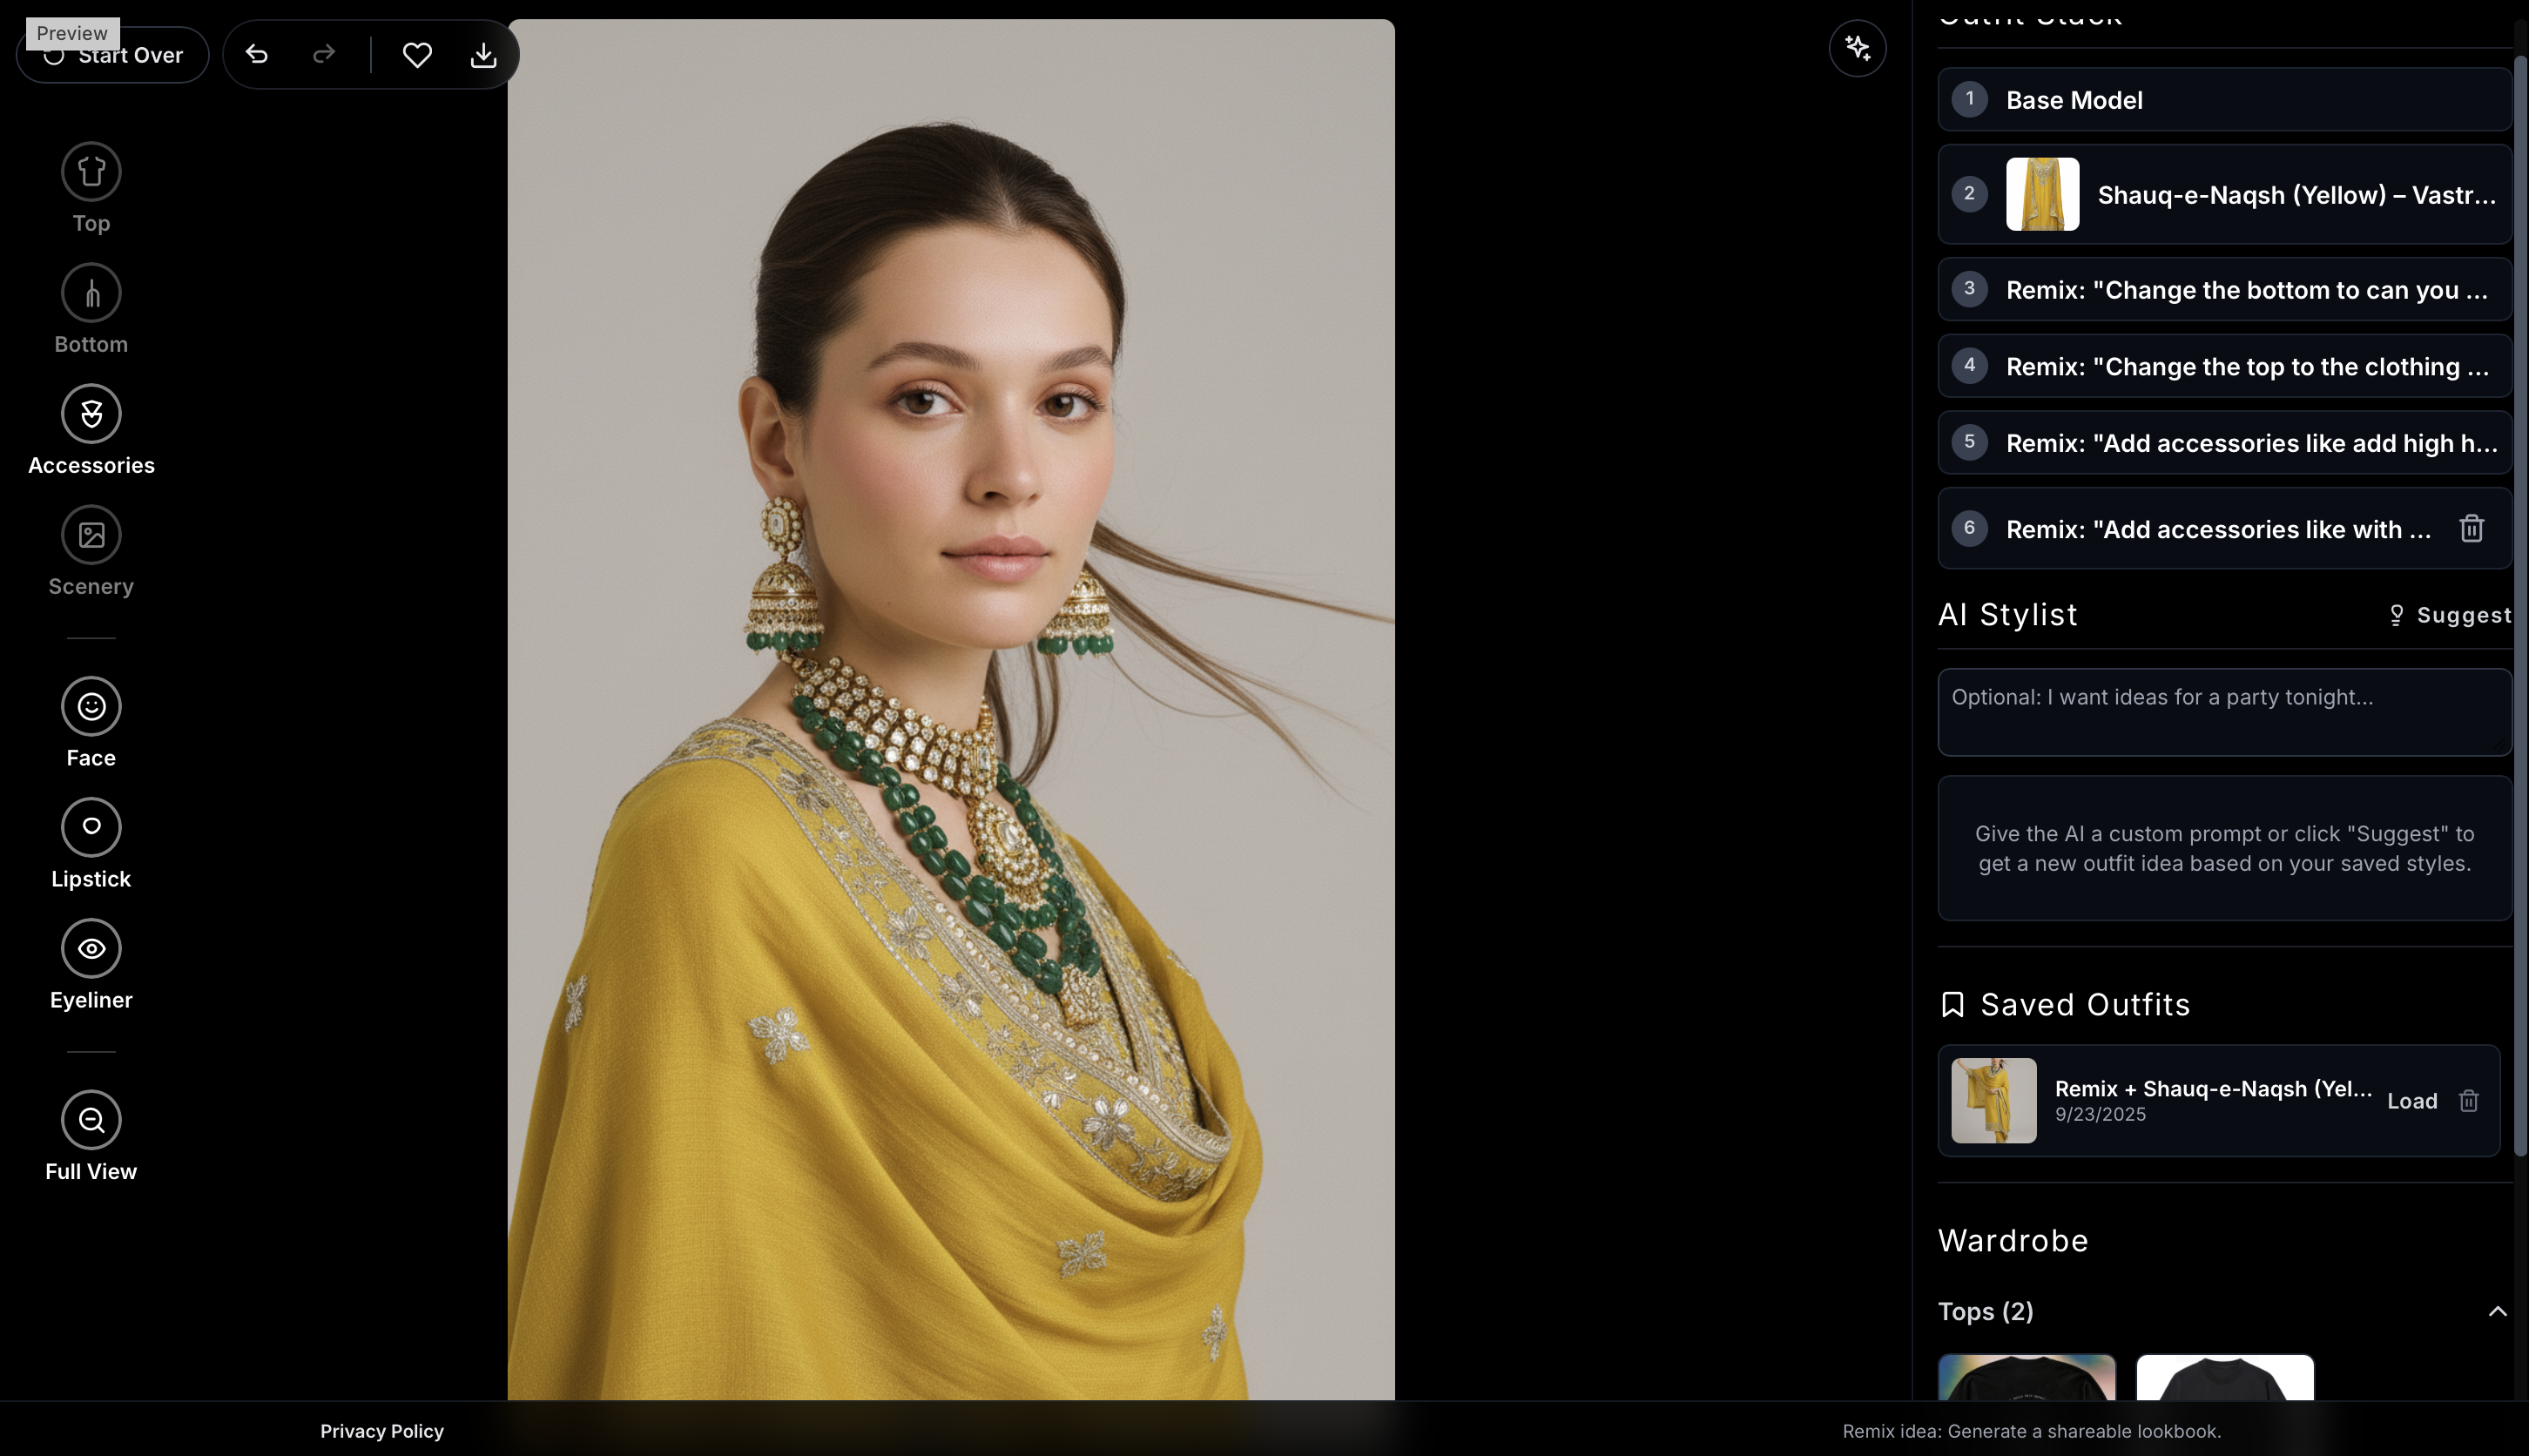 Preview
Start Over
Top
Bottom
Accessories
Scenery
Face
Lipstick
Eyeliner
Full View
Outfit Stack
1 Base Model
2 Shauq-e-Naqsh (Yellow) – Vastr...
3 Remix: "Change the bottom to can you ...
4 Remix: "Change the top to the clothing ...
5 Remix: "Add accessories like add high h...
6 Remix: "Add accessories like with ...
AI Stylist
Suggest
Optional: I want ideas for a party tonight...
Give the AI a custom prompt or click "Suggest" to
get a new outfit idea based on your saved styles.
Saved Outfits
Remix + Shauq-e-Naqsh (Yel...
9/23/2025
Load
Wardrobe
Tops (2)
Privacy Policy
Remix idea: Generate a shareable lookbook.